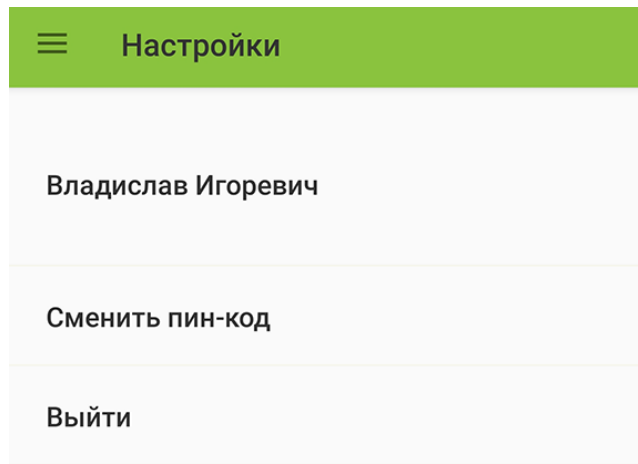 Настройки
Владислав Игоревич
Сменить пин-код
Выйти